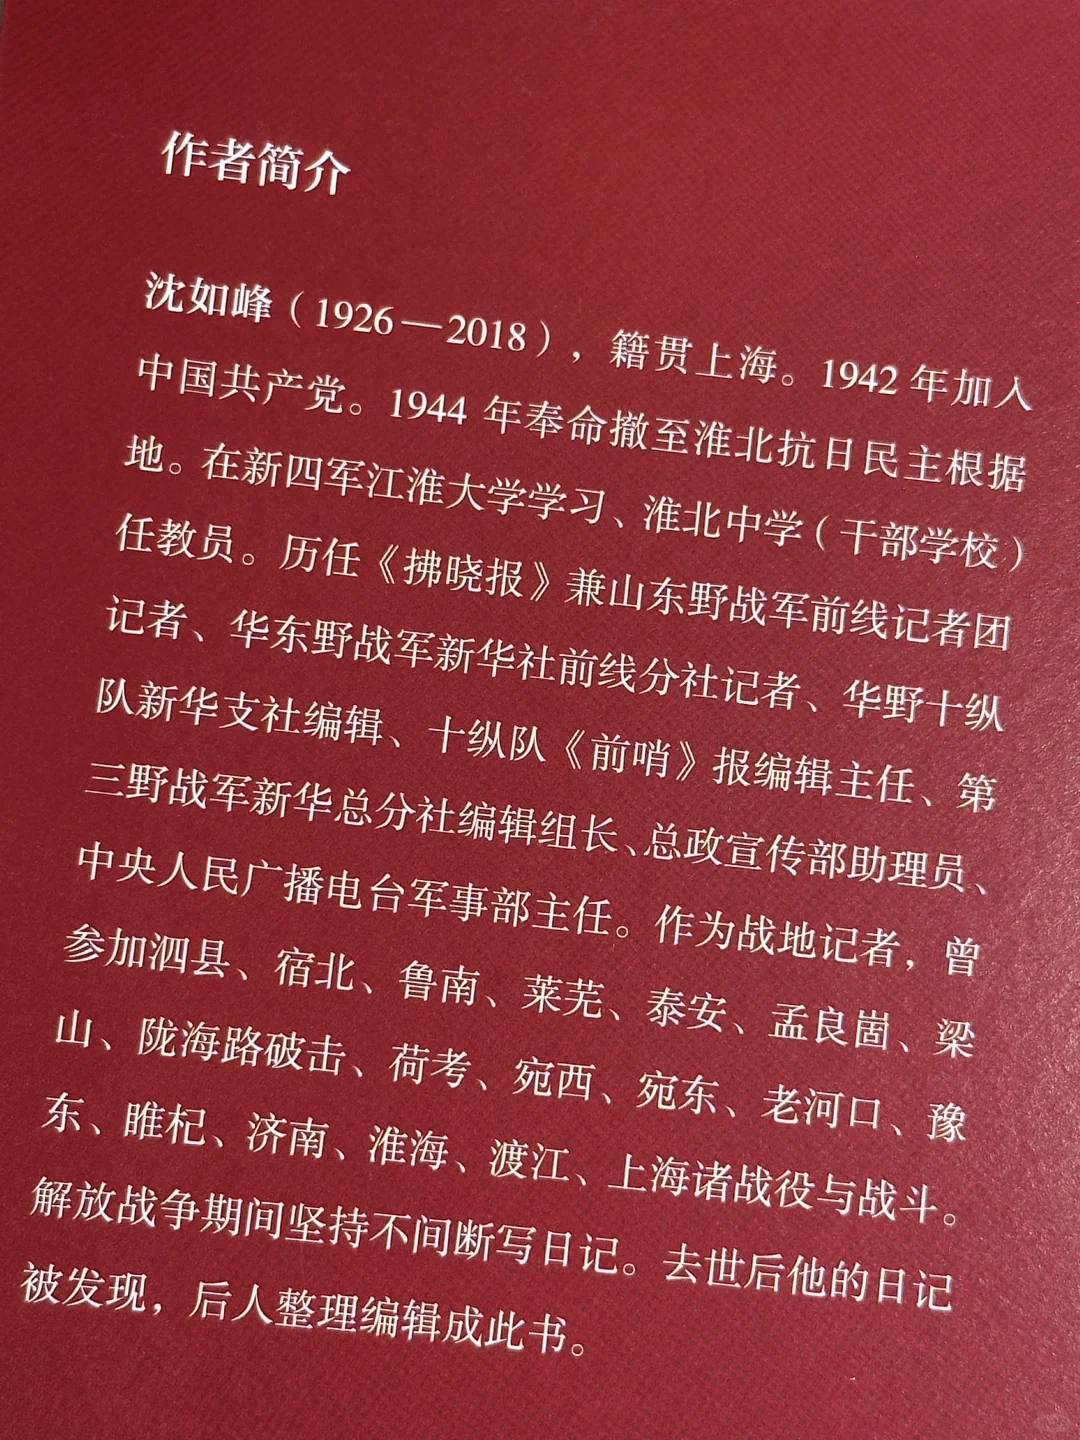 作者简介
沈如峰（1926—2018），籍贯上海。1942年加入
中国共产党。1944年奉命撤至淮北抗日民主根据
地。在新四军江淮大学学习、淮北中学（干部学校）
任教员。历任《拂晓报》兼山东野战军前线记者团
记者、华东野战军新华社前线分社记者、华野十纵
队新华支社编辑、十纵队《前哨》报编辑主任、第
三野战军新华总分社编辑组长、总政宣传部助理员、
中央人民广播电台军事部主任。作为战地记者，曾
参加泗县、宿北、鲁南、莱芜、泰安、孟良崮、梁
山、陇海路破击、荷考、宛西、宛东、老河口、豫
东、睢杞、济南、淮海、渡江、上海诸战役与战斗。
解放战争期间坚持不间断写日记。去世后他的日记
被发现，后人整理编辑成此书。